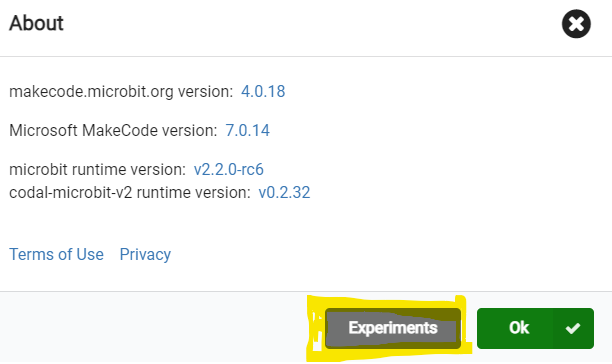 About
makecode.microbit.org version: 4.0.18
Microsoft MakeCode version: 7.0.14
microbit runtime version: v2.2.0-rc6
codal-microbit-v2 runtime version: v0.2.32
Terms of Use Privacy
Experiments Ok